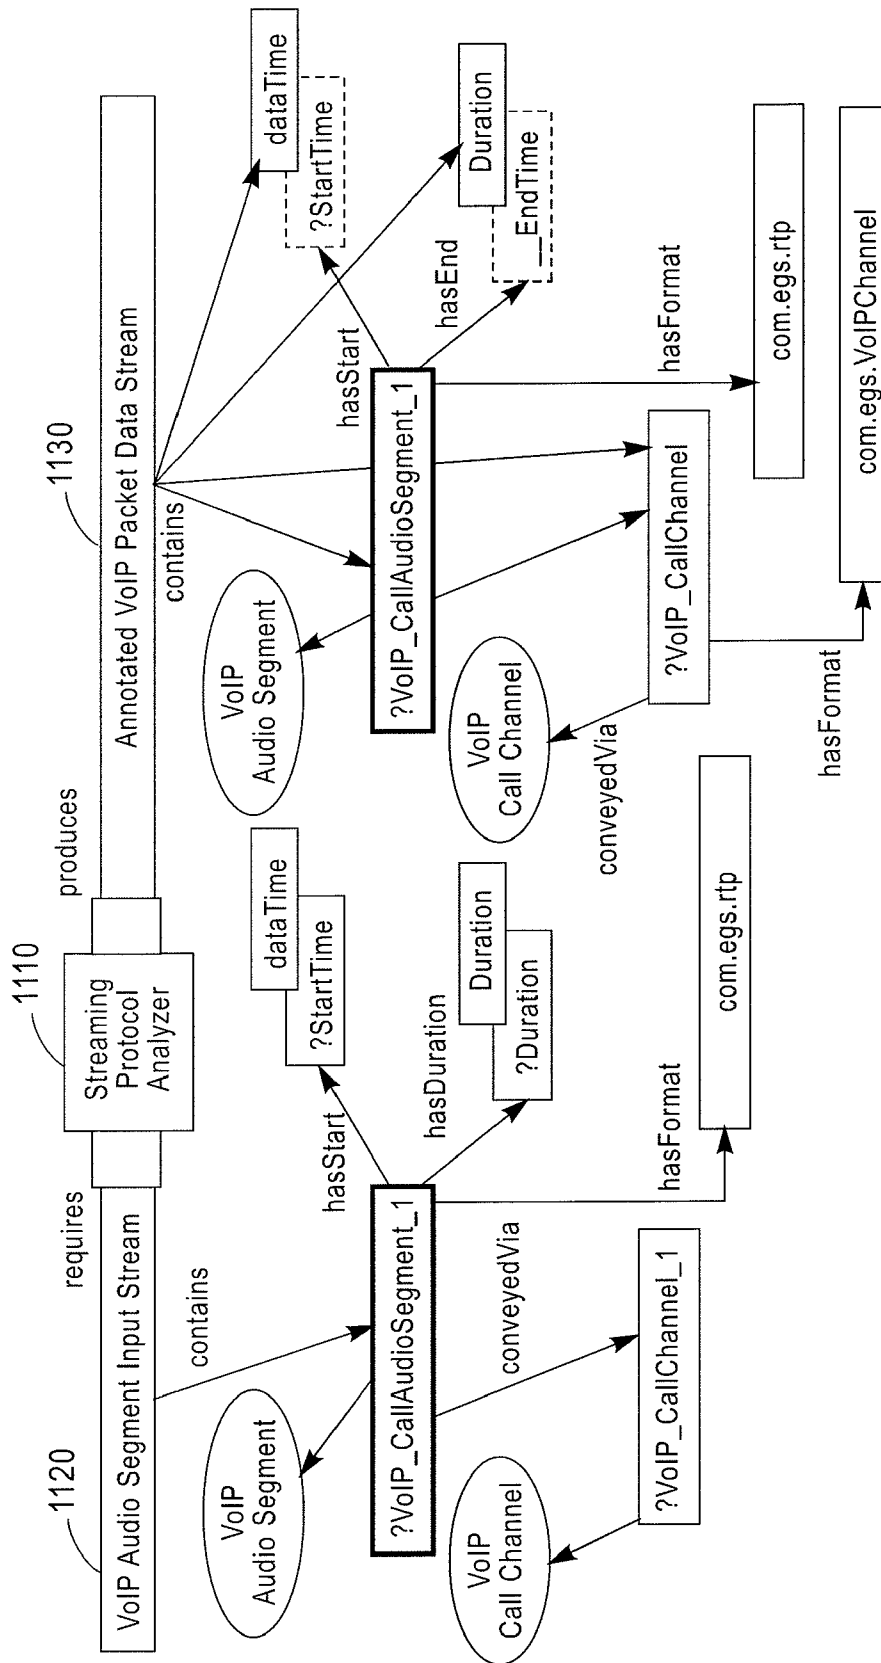 1120
VoIP Audio Segment Input Stream
requires
1110
Streaming
Protocol
Analyzer
produces
1130
Annotated VoIP Packet Data Stream
contains
VoIP
Audio Segment
?VoIP_CallAudioSegment_1
hasStart
dataTime
?StartTime
hasDuration
Duration
?Duration
conveyedVia
VoIP
Call Channel
?VoIP_CallChannel_1
hasFormat
com.egs.rtp
contains
VoIP
Audio Segment
?VoIP_CallAudioSegment_1
hasStart
dataTime
?StartTime
hasEnd
Duration
__EndTime
VoIP
Call Channel
conveyedVia
?VoIP_CallChannel
hasFormat
com.egs.rtp
hasFormat
com.egs.VoIPChannel